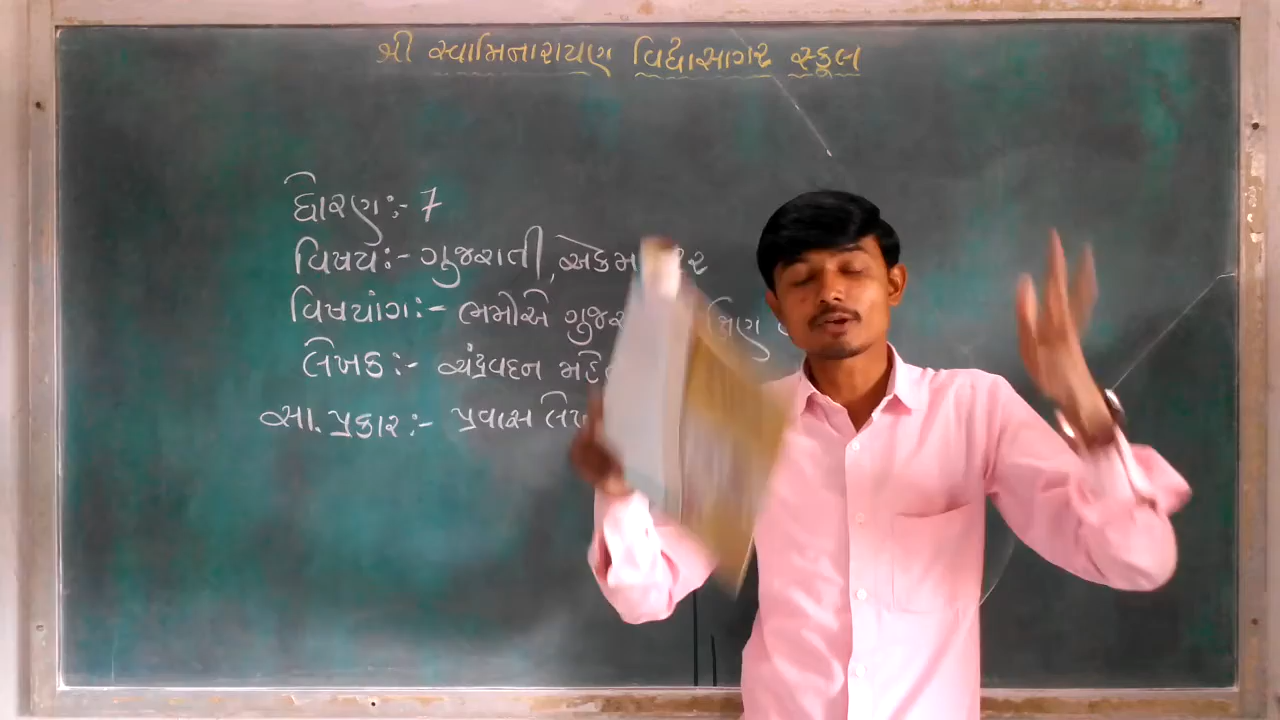 શ્રી સ્વામિનારાયણ વિદ્યાસાગર સ્કૂલ
ધોરણ:- 7
વિષય:- ગુજરાતી,
વિષયાંગ:- ભમોએ
લેખક:- ચંદ્રવદન
સા. પ્રકાર:- પ્રવાસ